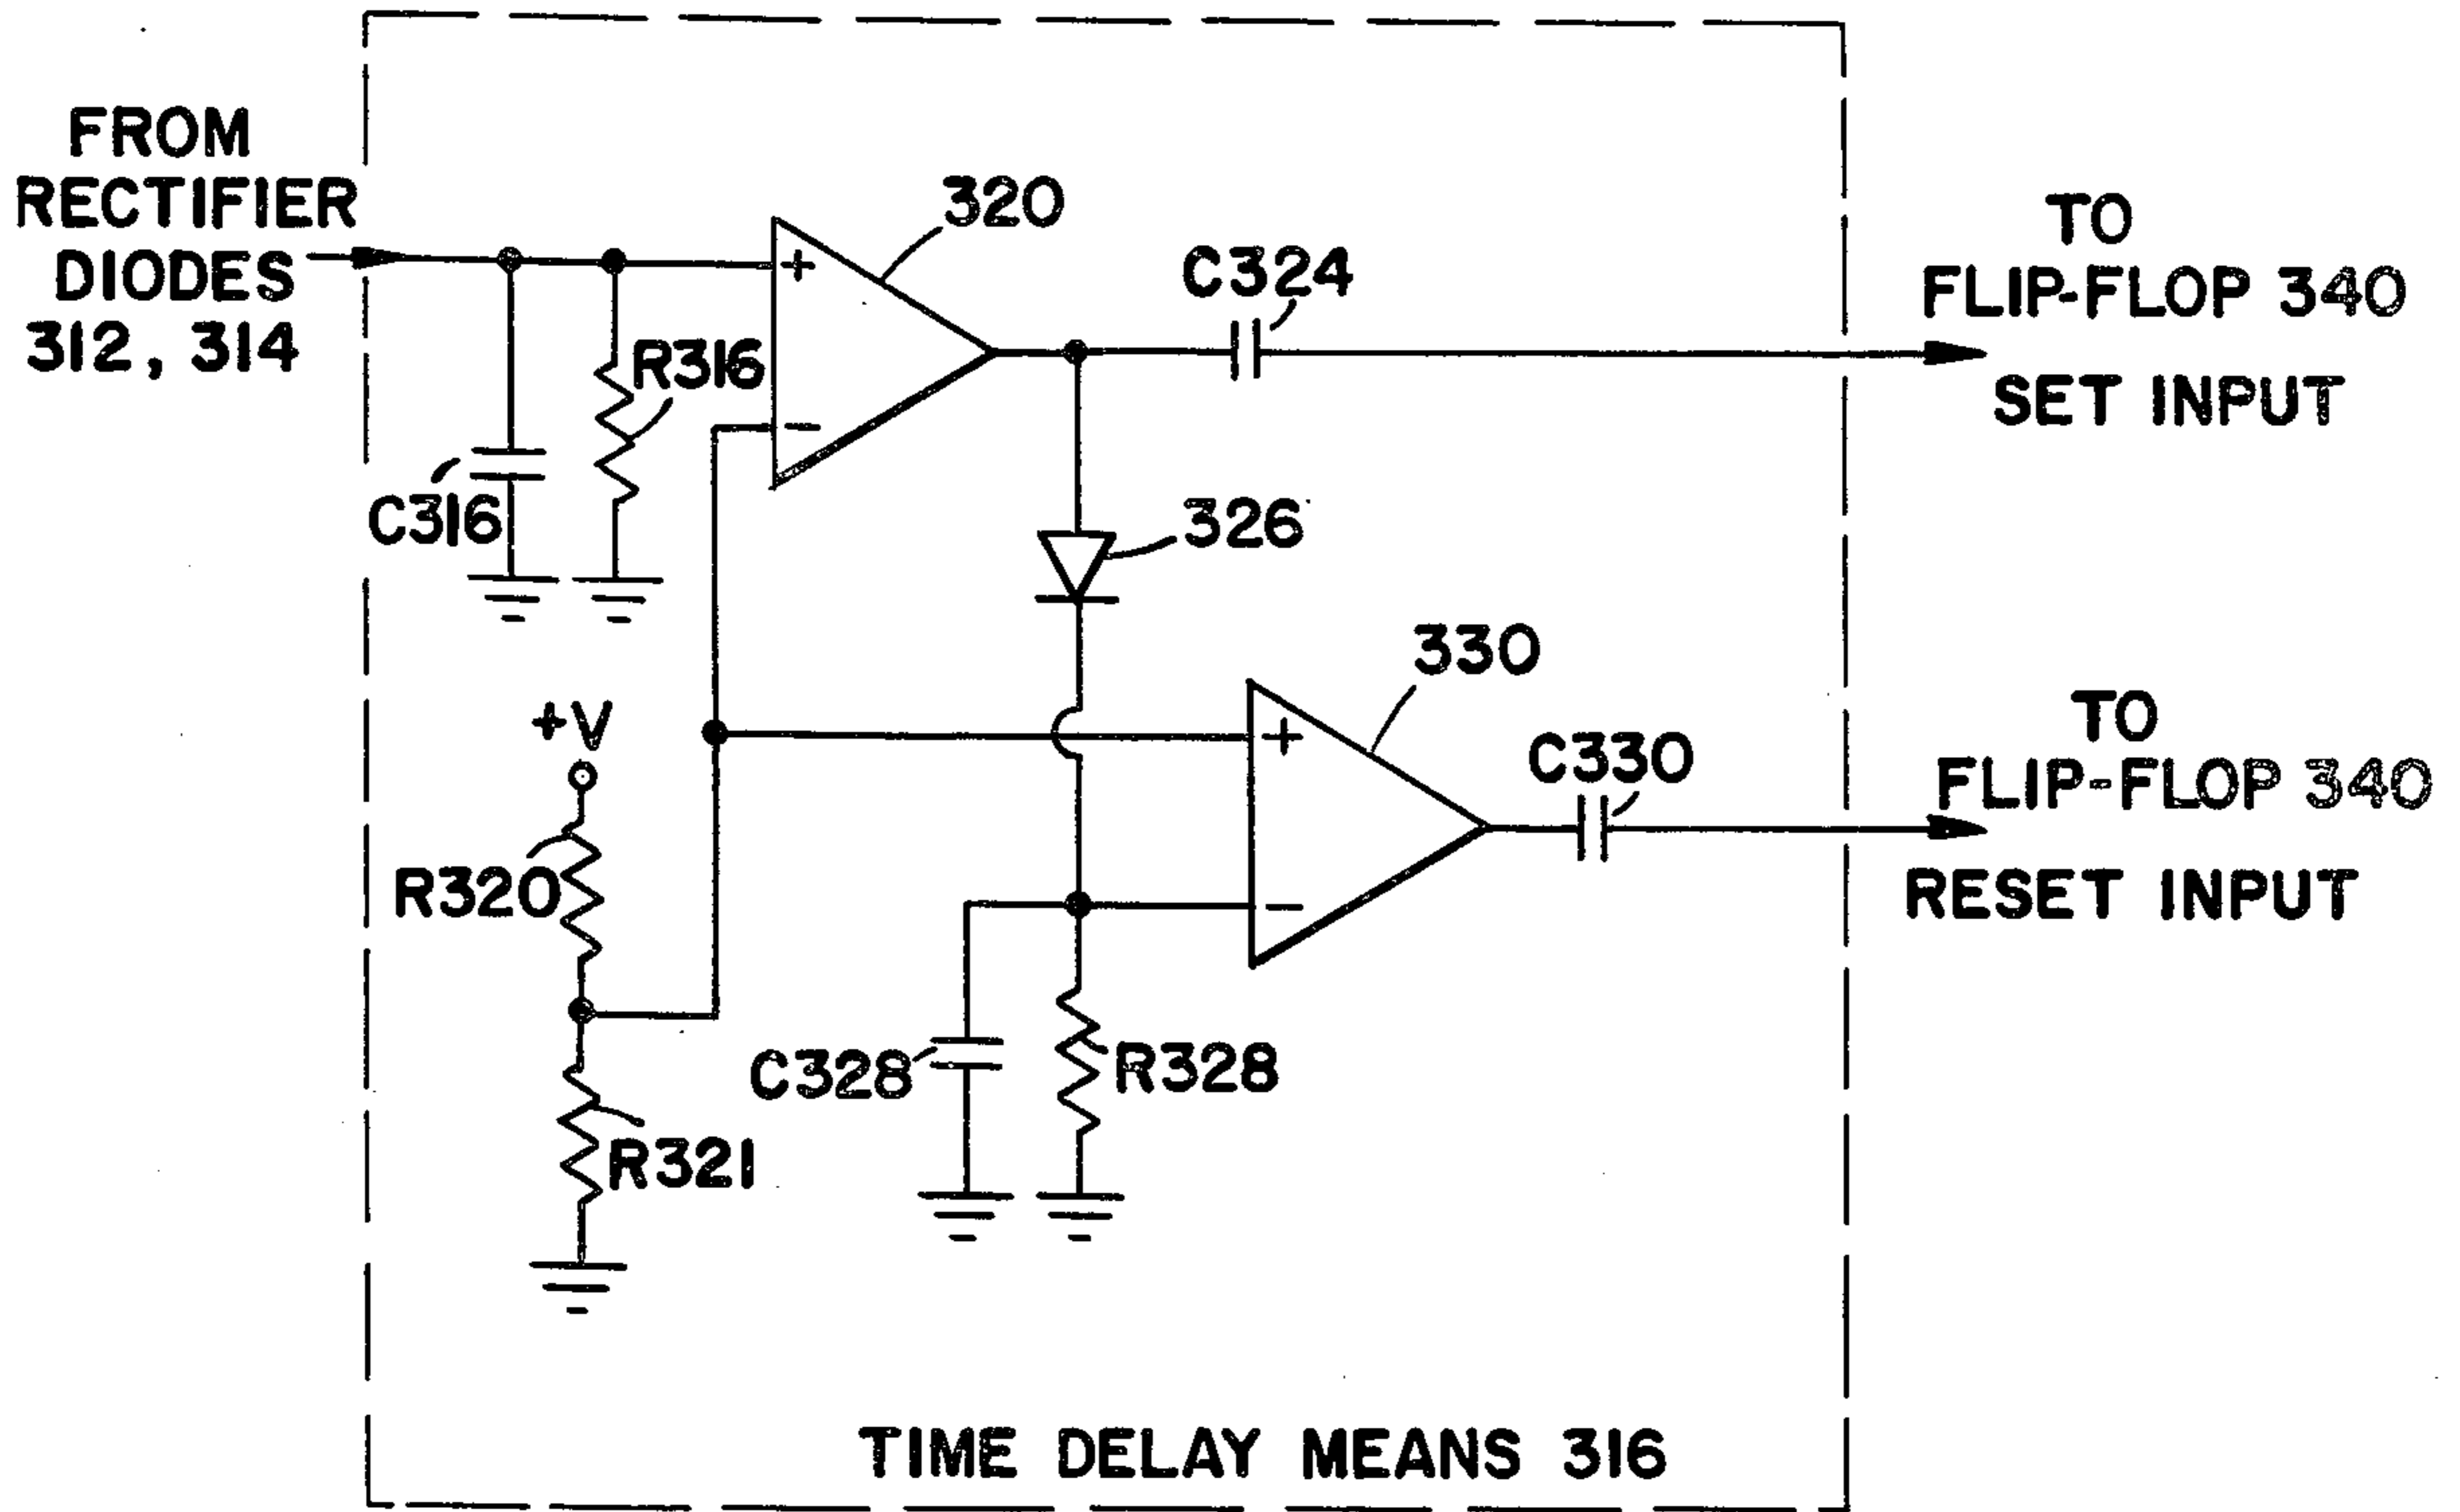 FROM
RECTIFIER
DIODES
312, 314
320
C324
TO
FLIP-FLOP 340
SET INPUT
+
−
R316
C316
326
330
+V
+
−
C330
TO
FLIP-FLOP 340
RESET INPUT
R320
R321
C328
R328
TIME DELAY MEANS 316